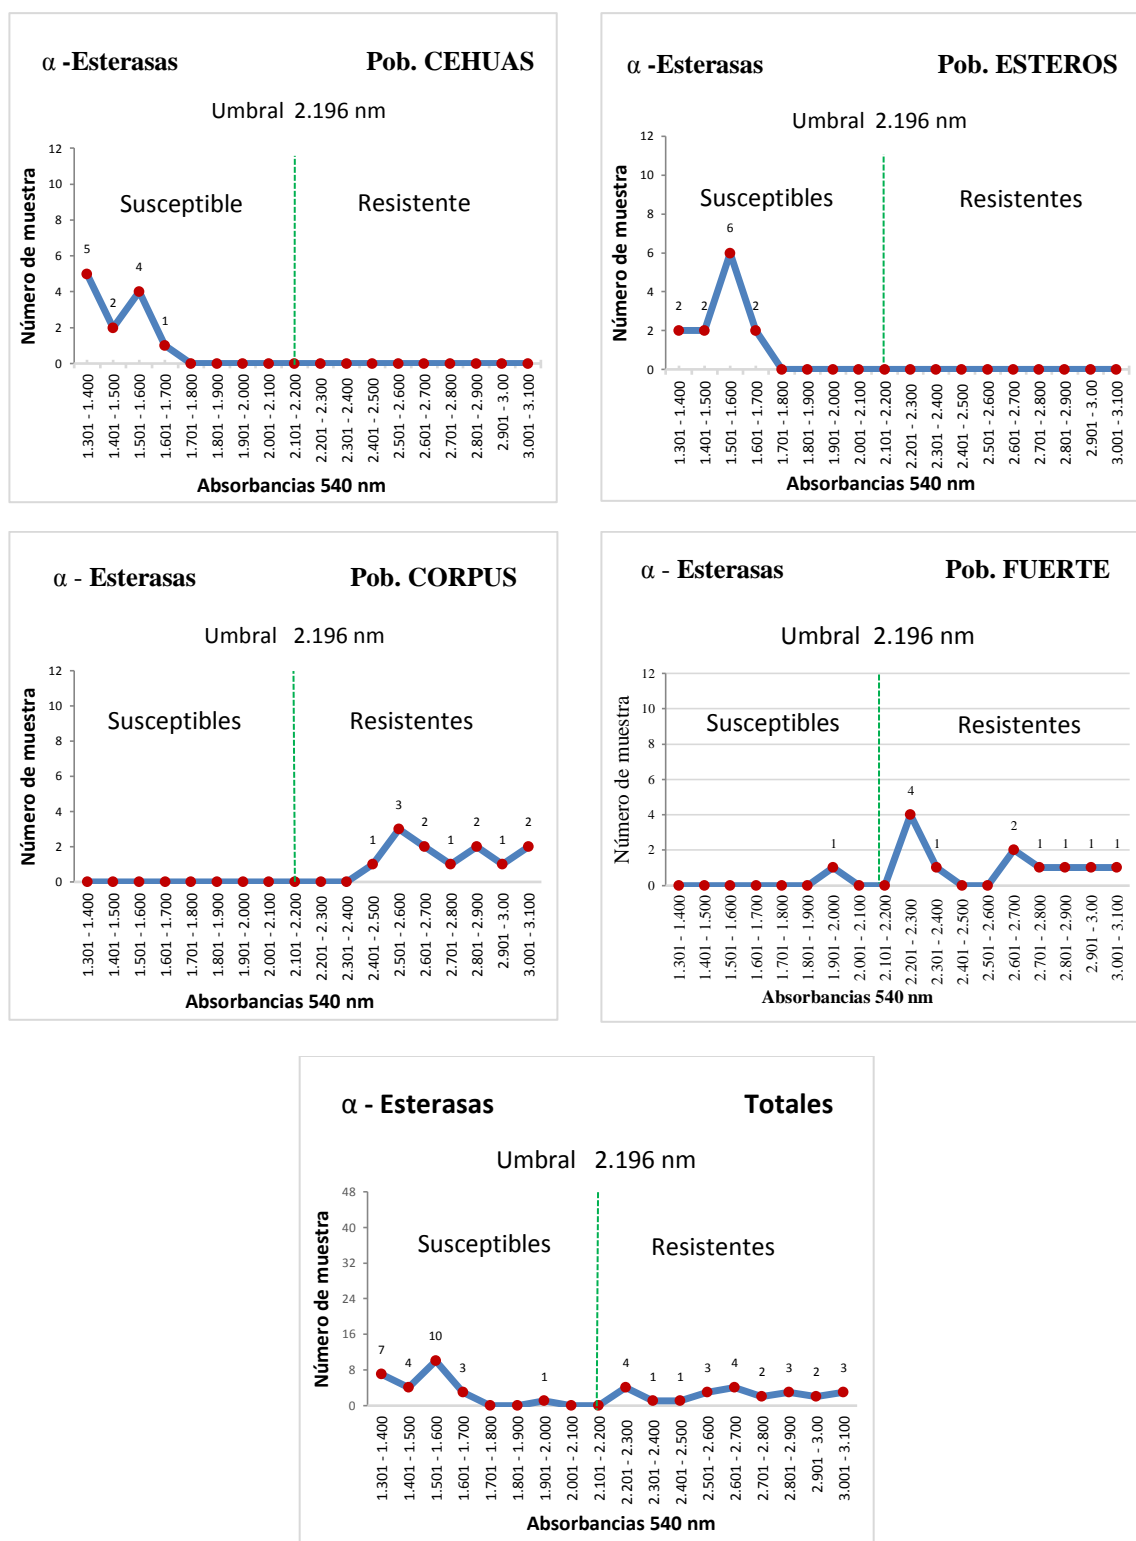 α -Esterasas Pob. CEHUAS
Umbral 2.196 nm
Número de muestra
12
10
8
6
4
2
0
Susceptible Resistente
5
2
4
1
1.301 - 1.400
1.401 - 1.500
1.501 - 1.600
1.601 - 1.700
1.701 - 1.800
1.801 - 1.900
1.901 - 2.000
2.001 - 2.100
2.101 - 2.200
2.201 - 2.300
2.301 - 2.400
2.401 - 2.500
2.501 - 2.600
2.601 - 2.700
2.701 - 2.800
2.801 - 2.900
2.901 - 3.00
3.001 - 3.100
Absorbancias 540 nm
α -Esterasas Pob. ESTEROS
Umbral 2.196 nm
Número de muestra
12
10
8
6
4
2
0
Susceptibles Resistentes
2
2
6
2
1.301 - 1.400
1.401 - 1.500
1.501 - 1.600
1.601 - 1.700
1.701 - 1.800
1.801 - 1.900
1.901 - 2.000
2.001 - 2.100
2.101 - 2.200
2.201 - 2.300
2.301 - 2.400
2.401 - 2.500
2.501 - 2.600
2.601 - 2.700
2.701 - 2.800
2.801 - 2.900
2.901 - 3.00
3.001 - 3.100
Absorbancias 540 nm
α - Esterasas Pob. CORPUS
Umbral 2.196 nm
Número de muestra
12
10
8
6
4
2
0
Susceptibles Resistentes
1
3
2
1
2
1
2
1.301 - 1.400
1.401 - 1.500
1.501 - 1.600
1.601 - 1.700
1.701 - 1.800
1.801 - 1.900
1.901 - 2.000
2.001 - 2.100
2.101 - 2.200
2.201 - 2.300
2.301 - 2.400
2.401 - 2.500
2.501 - 2.600
2.601 - 2.700
2.701 - 2.800
2.801 - 2.900
2.901 - 3.00
3.001 - 3.100
Absorbancias 540 nm
α - Esterasas Pob. FUERTE
Umbral 2.196 nm
Número de muestra
12
10
8
6
4
2
0
Susceptibles Resistentes
1
4
1
2
1
1
1
1
1.301 - 1.400
1.401 - 1.500
1.501 - 1.600
1.601 - 1.700
1.701 - 1.800
1.801 - 1.900
1.901 - 2.000
2.001 - 2.100
2.101 - 2.200
2.201 - 2.300
2.301 - 2.400
2.401 - 2.500
2.501 - 2.600
2.601 - 2.700
2.701 - 2.800
2.801 - 2.900
2.901 - 3.00
3.001 - 3.100
Absorbancias 540 nm
α - Esterasas Totales
Umbral 2.196 nm
Número de muestra
48
40
32
24
16
8
0
Susceptibles Resistentes
7
4
10
3
1
4
1
1
3
4
2
3
2
3
1.301 - 1.400
1.401 - 1.500
1.501 - 1.600
1.601 - 1.700
1.701 - 1.800
1.801 - 1.900
1.901 - 2.000
2.001 - 2.100
2.101 - 2.200
2.201 - 2.300
2.301 - 2.400
2.401 - 2.500
2.501 - 2.600
2.601 - 2.700
2.701 - 2.800
2.801 - 2.900
2.901 - 3.00
3.001 - 3.100
Absorbancias 540 nm